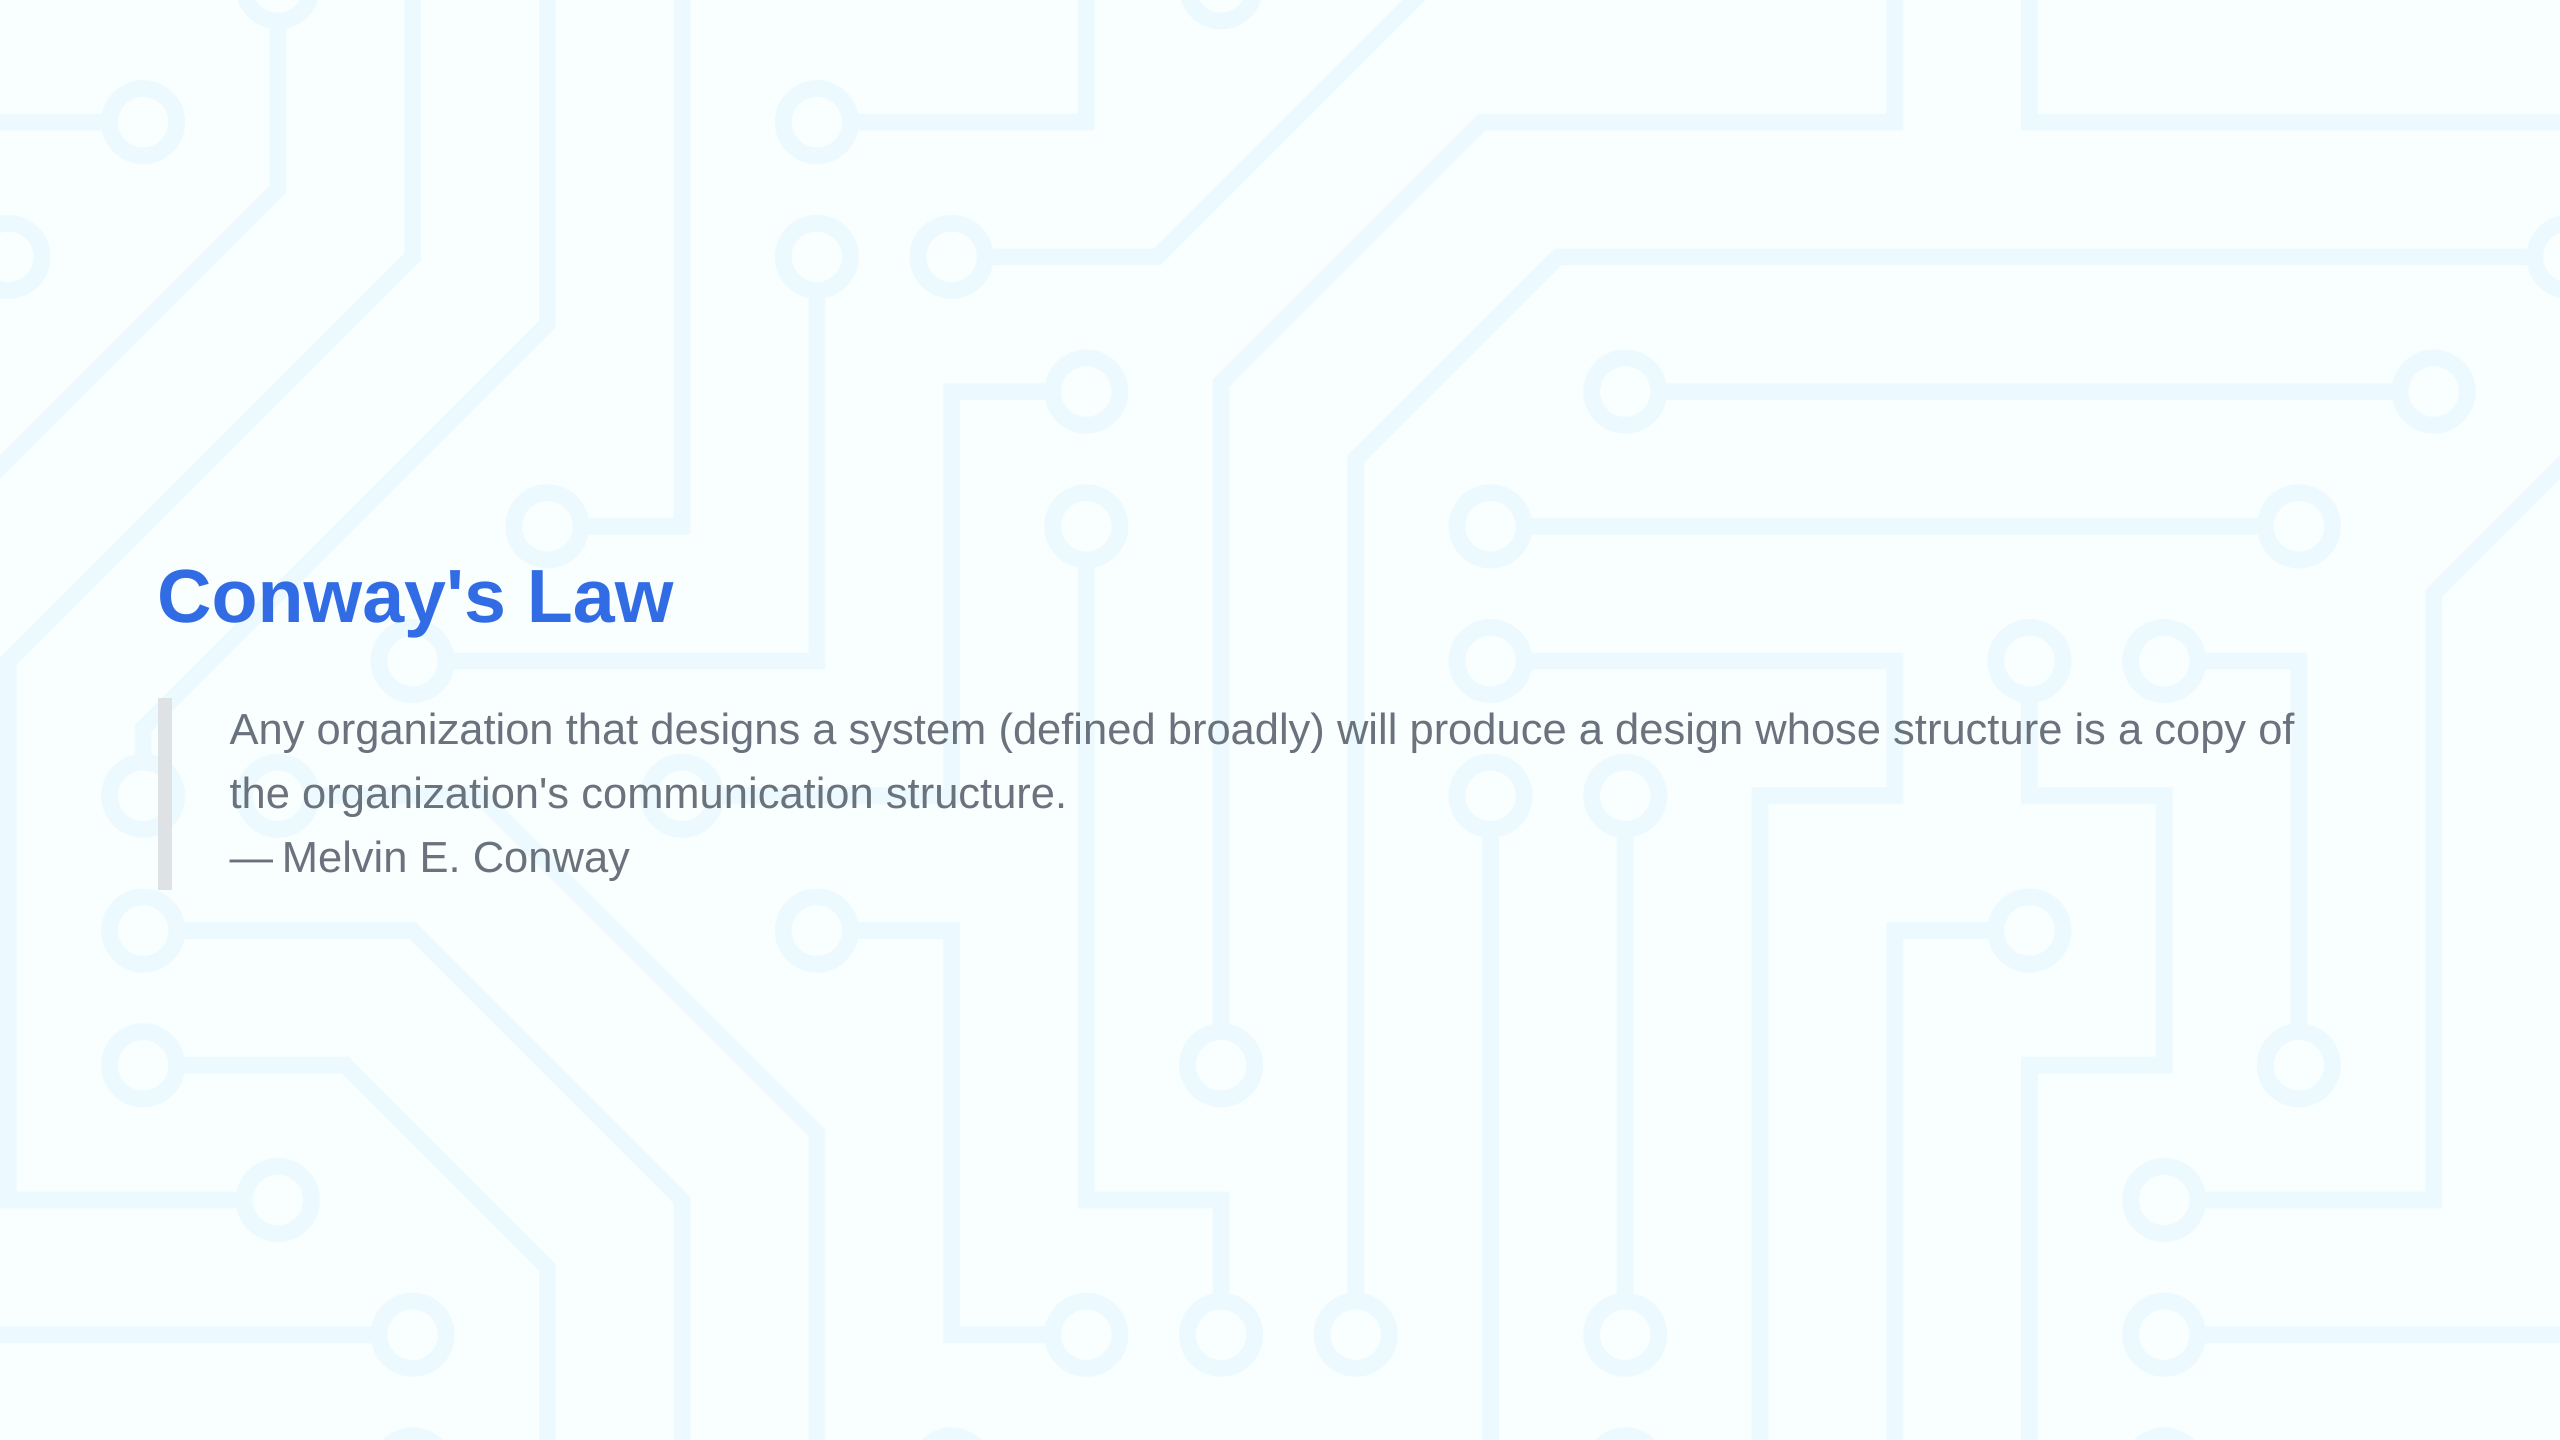 Conway's Law
Any organization that designs a system (defined broadly) will produce a design whose structure is a copy of
the organization's communication structure.
— Melvin E. Conway